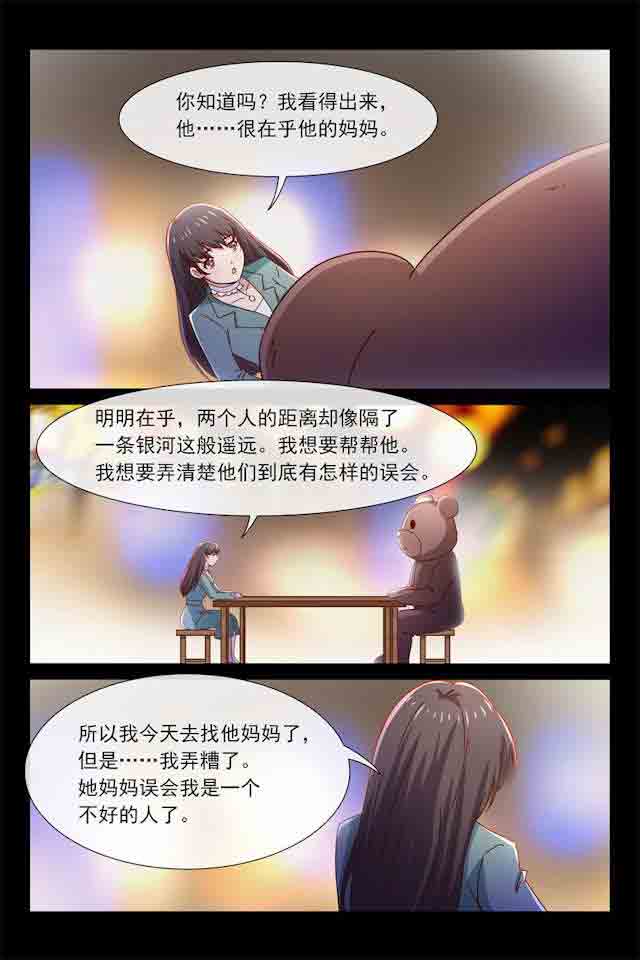 你知道吗？我看得出来，
他……很在乎他的妈妈。
明明在乎，两个人的距离却像隔了
一条银河这般遥远。我想要帮帮他。
我想要弄清楚他们到底有怎样的误会。
所以我今天去找他妈妈了，
但是……我弄糟了。
她妈妈误会我是一个
不好的人了。